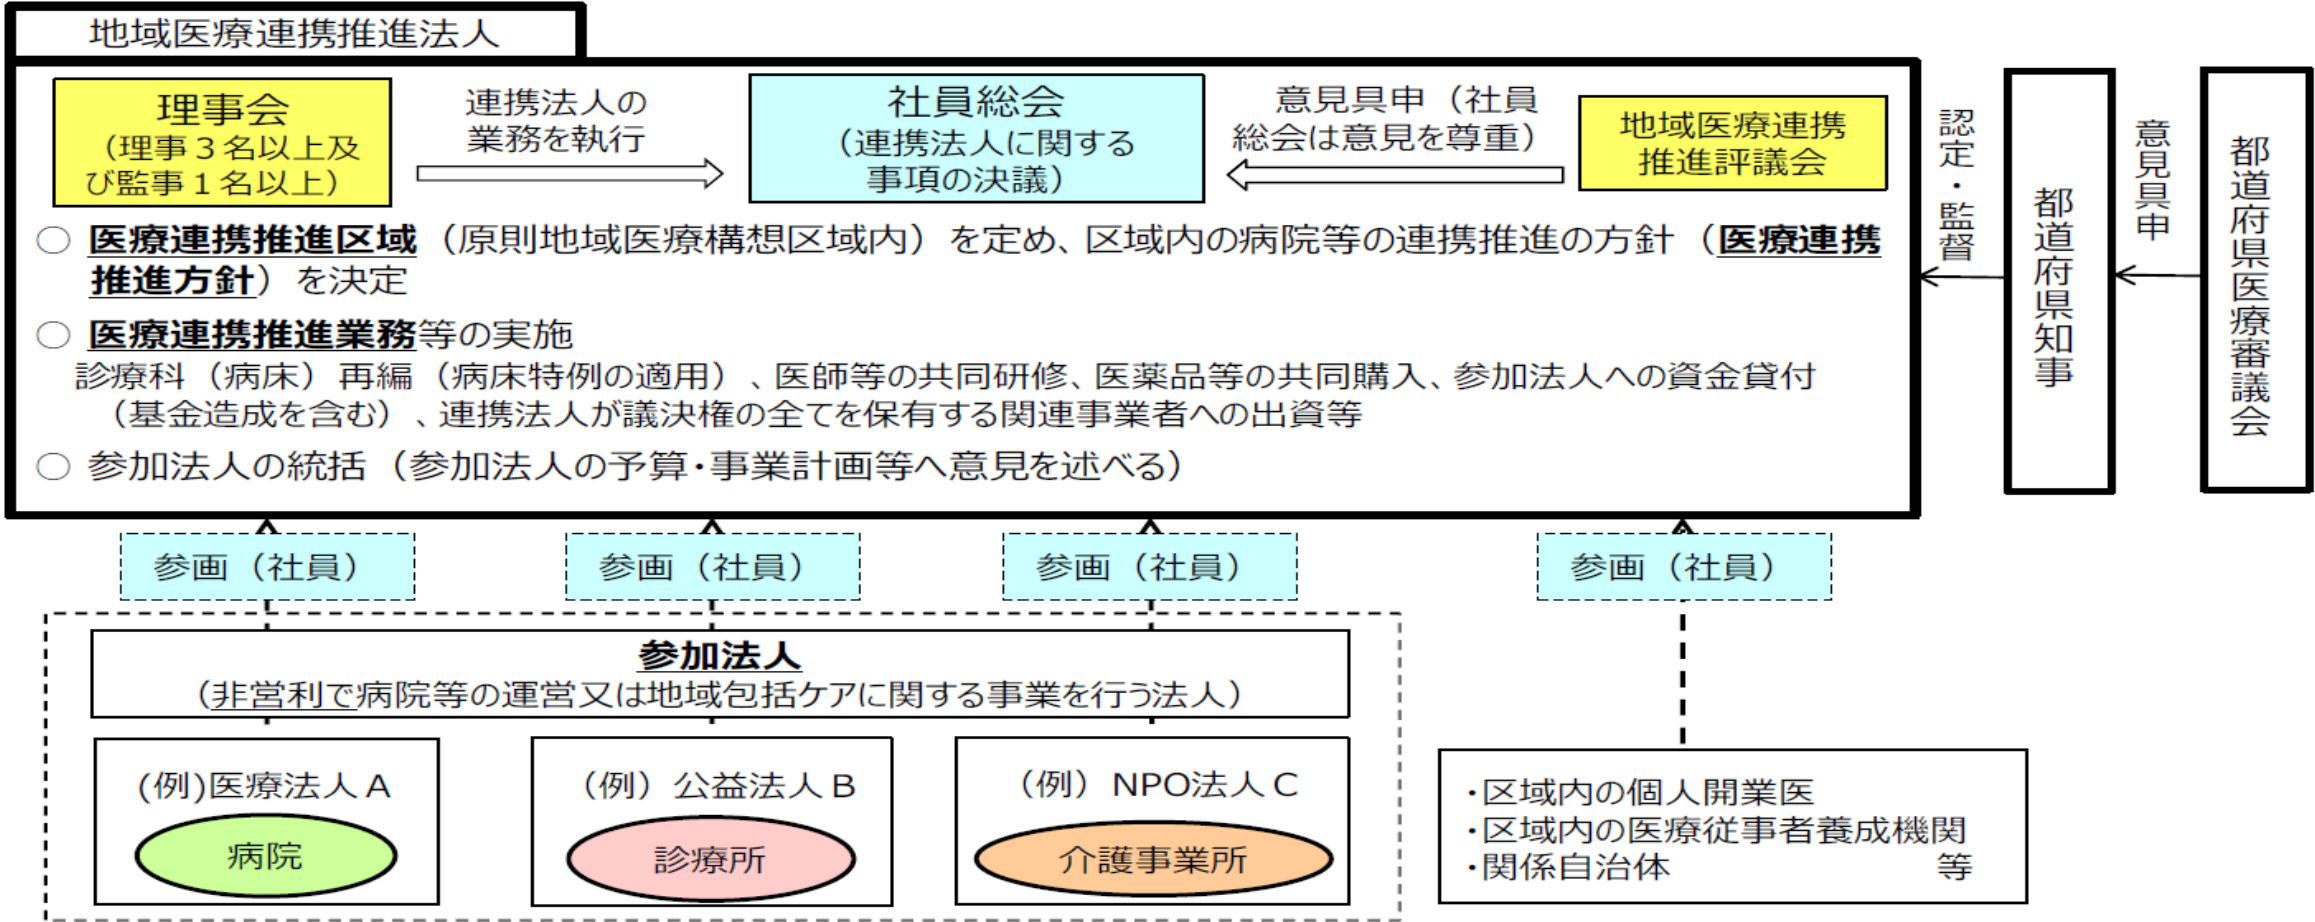 地域医療連携推進法人
理事会
（理事３名以上及
び監事１名以上）
連携法人の
業務を執行
社員総会
（連携法人に関する
事項の決議）
意見具申（社員
総会は意見を尊重）
地域医療連携
推進評議会
認定・監督
都道府県知事
意見具申
都道府県医療審議会
○ 医療連携推進区域（原則地域医療構想区域内）を定め、区域内の病院等の連携推進の方針（医療連携
推進方針）を決定
○ 医療連携推進業務等の実施
診療科（病床）再編（病床特例の適用）、医師等の共同研修、医薬品等の共同購入、参加法人への資金貸付
（基金造成を含む）、連携法人が議決権の全てを保有する関連事業者への出資等
○ 参加法人の統括（参加法人の予算・事業計画等へ意見を述べる）
参画（社員）
参画（社員）
参画（社員）
参画（社員）
参加法人
（非営利で病院等の運営又は地域包括ケアに関する事業を行う法人）
(例)医療法人Ａ
病院
（例）公益法人Ｂ
診療所
（例）NPO法人Ｃ
介護事業所
・区域内の個人開業医
・区域内の医療従事者養成機関
・関係自治体 等